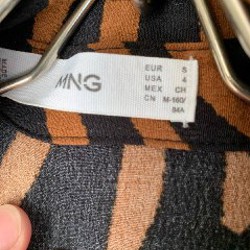 MNG
EUR S
USA 4
MEX CH
CN M-160/
84A